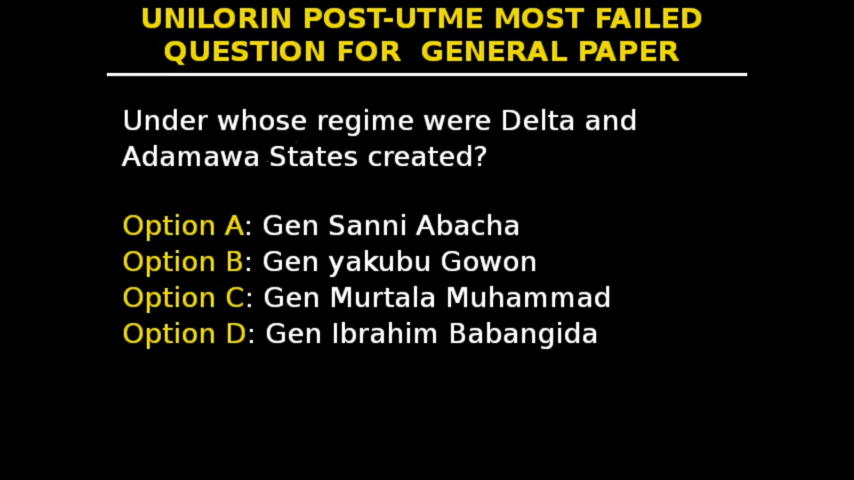 UNILORIN POST-UTME MOST FAILED
QUESTION FOR GENERAL PAPER
Under whose regime were Delta and
Adamawa States created?
Option A: Gen Sanni Abacha
Option B: Gen yakubu Gowon
Option C: Gen Murtala Muhammad
Option D: Gen Ibrahim Babangida